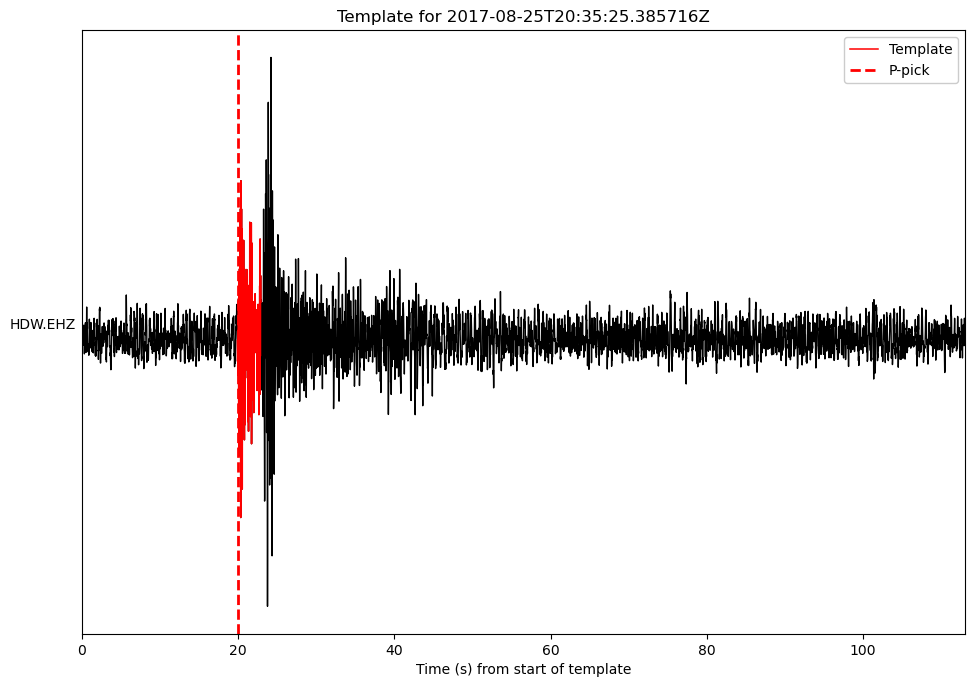 Template for 2017-08-25T20:35:25.385716Z
Template
P-pick
HDW.EHZ
0 20 40 60 80 100
Time (s) from start of template